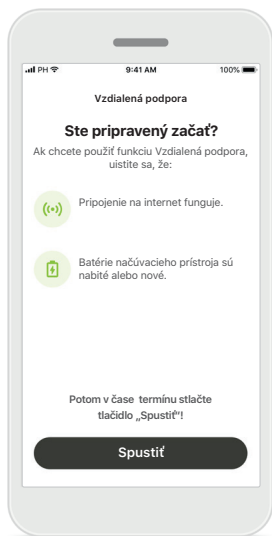 PH 9:41 AM 100%
Vzdialená podpora
Ste pripravený začať?
Ak chcete použiť funkciu Vzdialená podpora,
uistite sa, že:
Pripojenie na internet funguje.
Batérie načúvacieho prístroja sú
nabité alebo nové.
Potom v čase termínu stlačte
tlačidlo „Spustiť“!
Spustiť